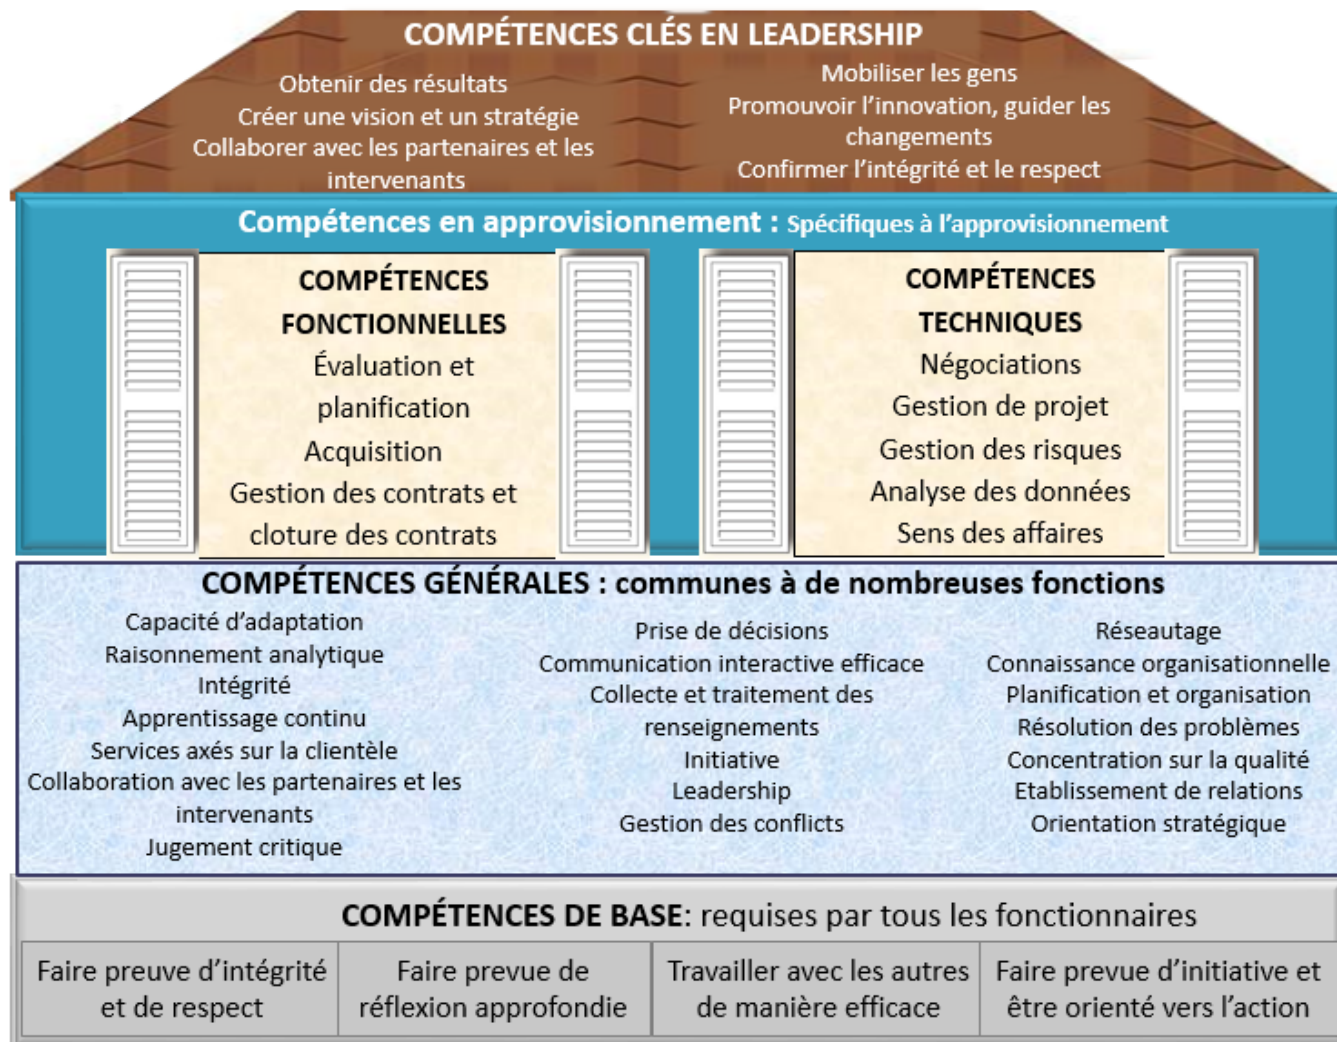 COMPÉTENCES CLÉS EN LEADERSHIP
Obtenir des résultats
Créer une vision et un stratégie
Collaborer avec les partenaires et les
intervenants
Mobiliser les gens
Promouvoir l'innovation, guider les
changements
Confirmer l'intégrité et le respect
Compétences en approvisionnement : Spécifiques à l'approvisionnement
COMPÉTENCES
FONCTIONNELLES
Évaluation et
planification
Acquisition
Gestion des contrats et
cloture des contrats
COMPÉTENCES
TECHNIQUES
Négociations
Gestion de projet
Gestion des risques
Analyse des données
Sens des affaires
COMPÉTENCES GÉNÉRALES : communes à de nombreuses fonctions
Capacité d'adaptation
Raisonnement analytique
Intégrité
Apprentissage continu
Services axés sur la clientèle
Collaboration avec les partenaires et les
intervenants
Jugement critique
Prise de décisions
Communication interactive efficace
Collecte et traitement des
renseignements
Initiative
Leadership
Gestion des conflicts
Réseautage
Connaissance organisationnelle
Planification et organisation
Résolution des problèmes
Concentration sur la qualité
Etablissement de relations
Orientation stratégique
COMPÉTENCES DE BASE: requises par tous les fonctionnaires
Faire preuve d'intégrité
et de respect
Faire prevue de
réflexion approfondie
Travailler avec les autres
de manière efficace
Faire prevue d'initiative et
être orienté vers l'action